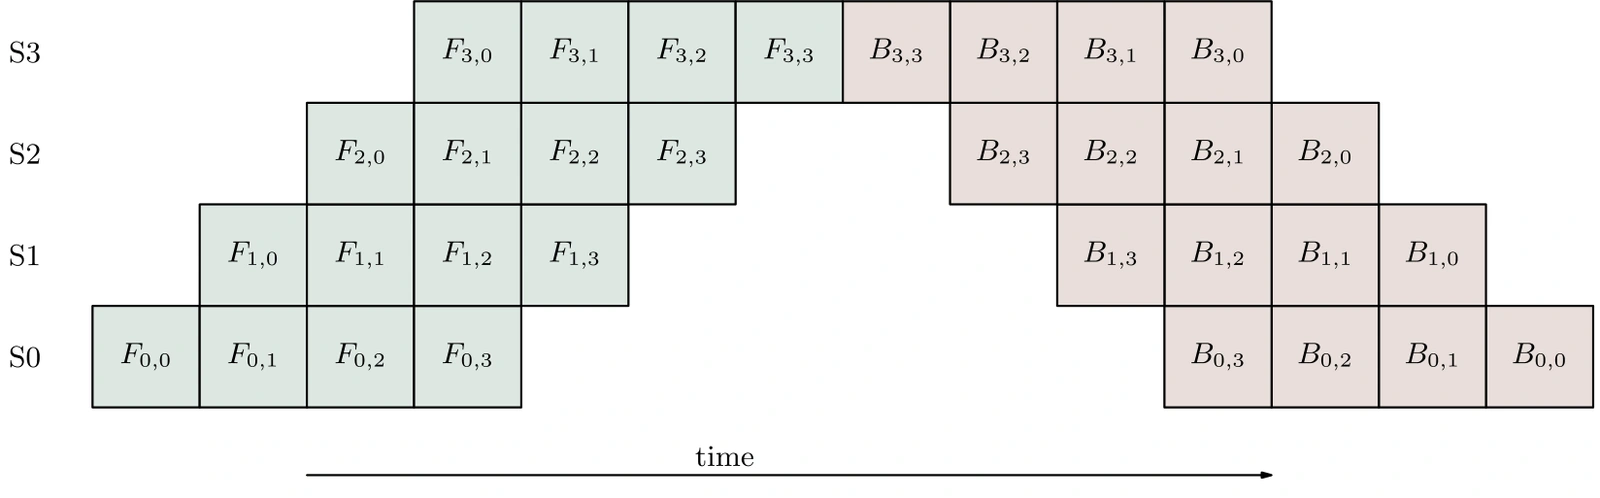 S3 F3,0 F3,1 F3,2 F3,3 B3,3 B3,2 B3,1 B3,0
S2 F2,0 F2,1 F2,2 F2,3 B2,3 B2,2 B2,1 B2,0
S1 F1,0 F1,1 F1,2 F1,3 B1,3 B1,2 B1,1 B1,0
S0 F0,0 F0,1 F0,2 F0,3 B0,3 B0,2 B0,1 B0,0
time